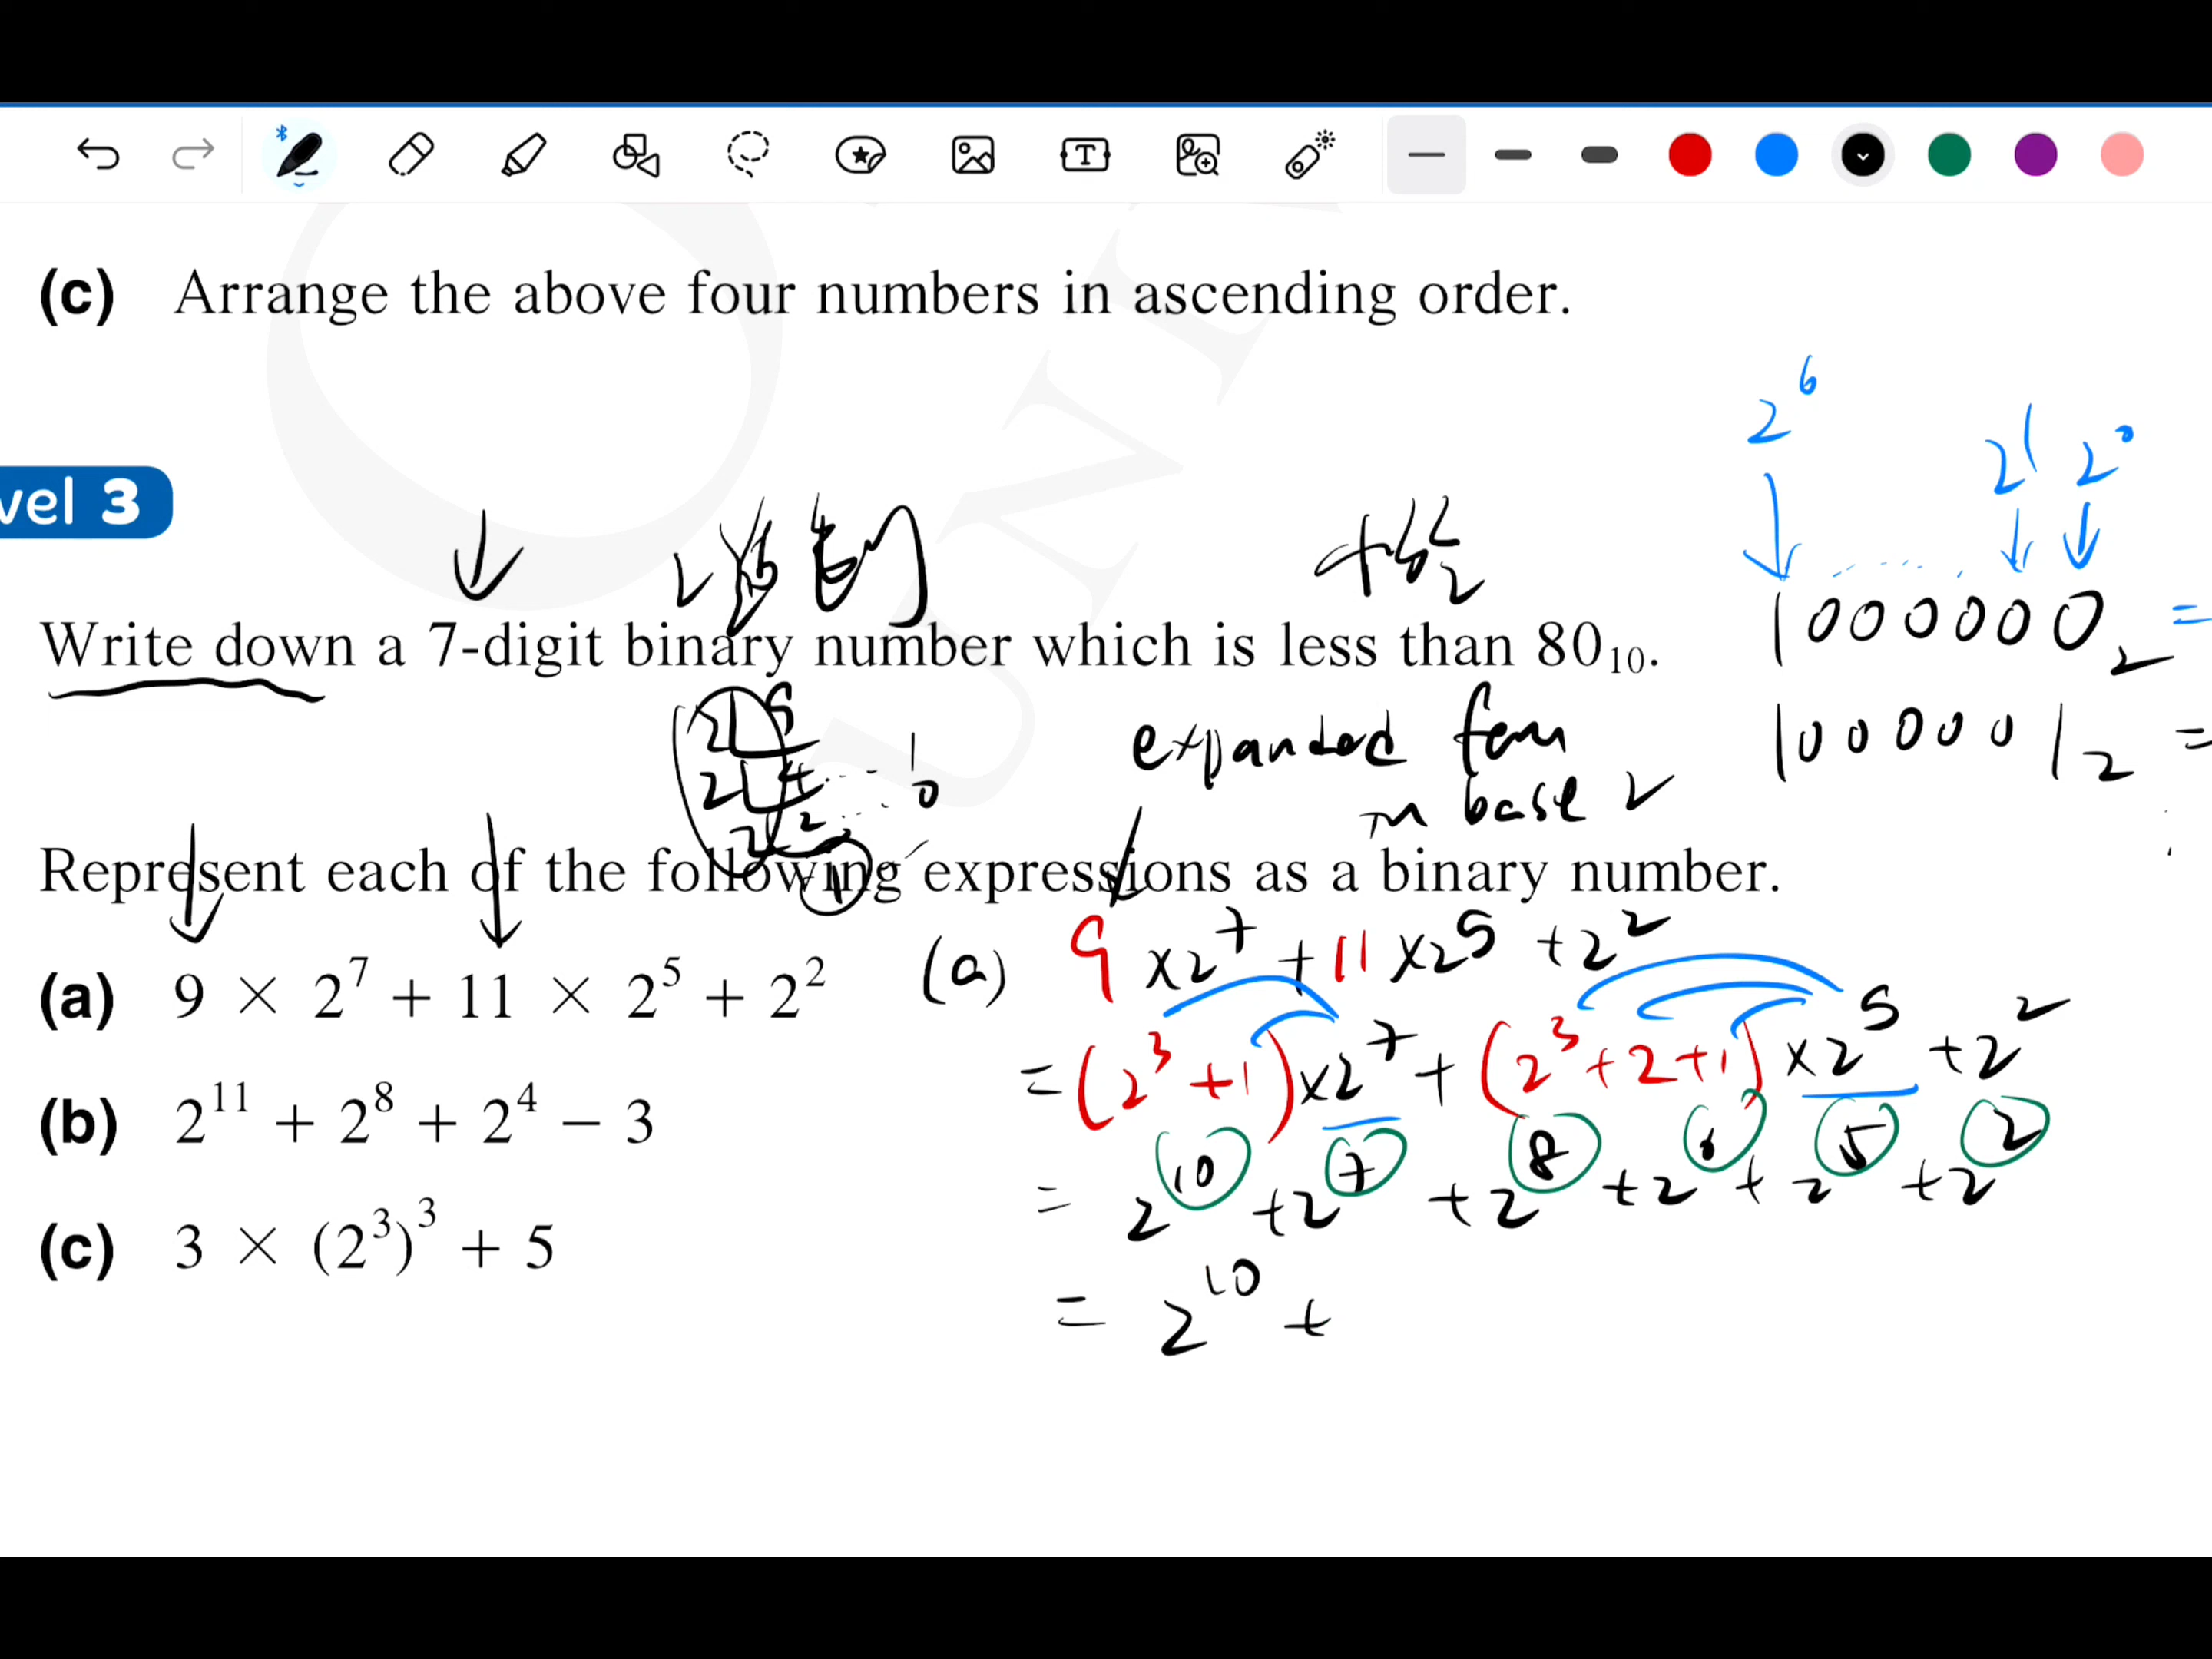 (c) Arrange the above four numbers in ascending order.
2⁶
2¹ 2⁰
vel 3
Write down a 7-digit binary number which is less than 80₁₀.
1000000₂ =
1000001₂ =
expanded form
in base 2
Represent each of the following expressions as a binary number.
(a) 9 × 2⁷ + 11 × 2⁵ + 2²
(b) 2¹¹ + 2⁸ + 2⁴ − 3
(c) 3 × (2³)³ + 5
(a) 9 ×2⁷ + 11 ×2⁵ + 2²
= (2³ + 1)×2⁷ + (2³ + 2 + 1)×2⁵ + 2²
= 2¹⁰ + 2⁷ + 2⁸ + 2⁶ + 2⁵ + 2²
= 2¹⁰ +